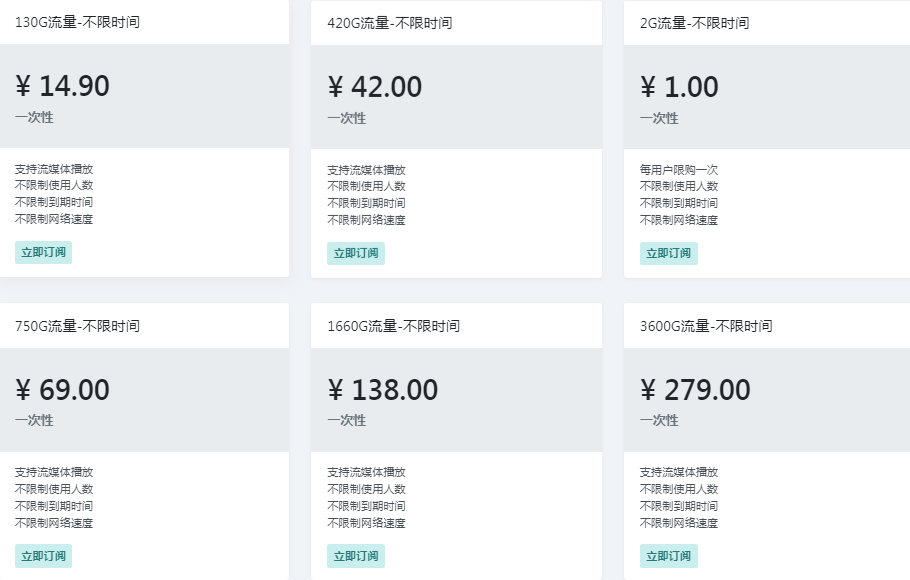 130G流量-不限时间
¥ 14.90
一次性
支持流媒体播放
不限制使用人数
不限制到期时间
不限制网络速度
立即订阅
420G流量-不限时间
¥ 42.00
一次性
支持流媒体播放
不限制使用人数
不限制到期时间
不限制网络速度
立即订阅
2G流量-不限时间
¥ 1.00
一次性
每用户限购一次
不限制使用人数
不限制到期时间
不限制网络速度
立即订阅
750G流量-不限时间
¥ 69.00
一次性
支持流媒体播放
不限制使用人数
不限制到期时间
不限制网络速度
立即订阅
1660G流量-不限时间
¥ 138.00
一次性
支持流媒体播放
不限制使用人数
不限制到期时间
不限制网络速度
立即订阅
3600G流量-不限时间
¥ 279.00
一次性
支持流媒体播放
不限制使用人数
不限制到期时间
不限制网络速度
立即订阅